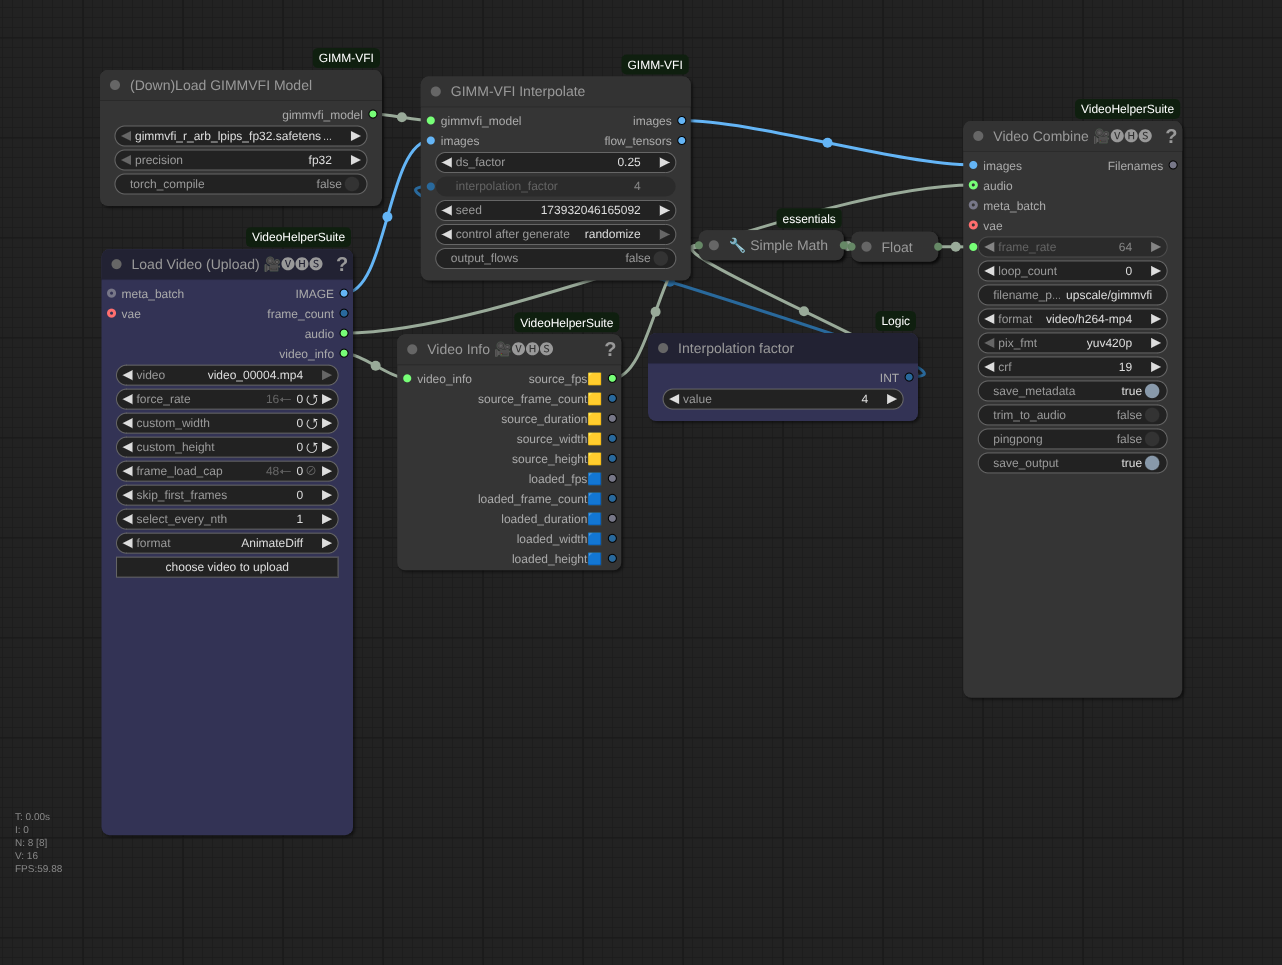 GIMM-VFI
(Down)Load GIMMVFI Model
gimmvfi_model
gimmvfi_r_arb_lpips_fp32.safetens ...
precision fp32
torch_compile false
GIMM-VFI
GIMM-VFI Interpolate
gimmvfi_model images
images flow_tensors
ds_factor 0.25
interpolation_factor 4
seed 173932046165092
control after generate randomize
output_flows false
VideoHelperSuite
Load Video (Upload) 🎥🅥🅗🅢 ?
meta_batch IMAGE
vae frame_count
audio
video_info
video video_00004.mp4
force_rate 16← 0
custom_width 0
custom_height 0
frame_load_cap 48← 0
skip_first_frames 0
select_every_nth 1
format AnimateDiff
choose video to upload
VideoHelperSuite
Video Info 🎥🅥🅗🅢 ?
video_info source_fps🟨
source_frame_count🟨
source_duration🟨
source_width🟨
source_height🟨
loaded_fps🟦
loaded_frame_count🟦
loaded_duration🟦
loaded_width🟦
loaded_height🟦
essentials
🔧 Simple Math
Float
Logic
Interpolation factor
INT
value 4
VideoHelperSuite
Video Combine 🎥🅥🅗🅢 ?
images Filenames
audio
meta_batch
vae
frame_rate 64
loop_count 0
filename_p... upscale/gimmvfi
format video/h264-mp4
pix_fmt yuv420p
crf 19
save_metadata true
trim_to_audio false
pingpong false
save_output true
T: 0.00s
I: 0
N: 8 [8]
V: 16
FPS:59.88